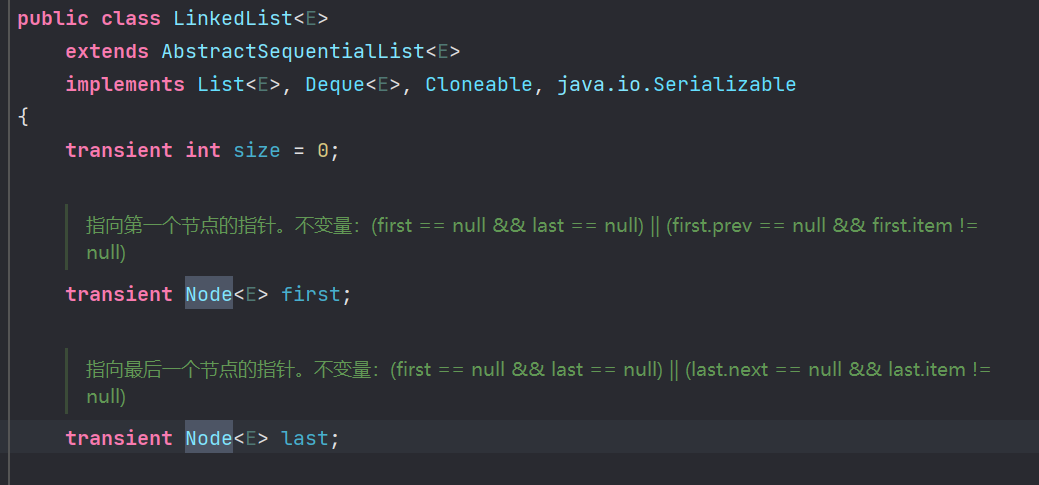 public class LinkedList<E>
extends AbstractSequentialList<E>
implements List<E>, Deque<E>, Cloneable, java.io.Serializable
{
transient int size = 0;
指向第一个节点的指针。不变量：(first == null && last == null) || (first.prev == null && first.item !=
null)
transient Node<E> first;
指向最后一个节点的指针。不变量：(first == null && last == null) || (last.next == null && last.item !=
null)
transient Node<E> last;